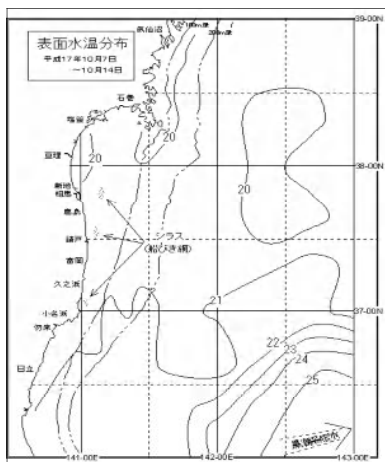 表面水温分布
平成17年10月7日
～10月14日
気仙沼
100m
200m
39-00N
石巻
塩釜
亘理
新地
相馬
鹿島
請戸
富岡
久之浜
小名浜
勿来
日立
シラス
(船びき網)
20
20
20
38-00N
21
37-00N
22
23
24
25
141-00E
142-00E
143-00E